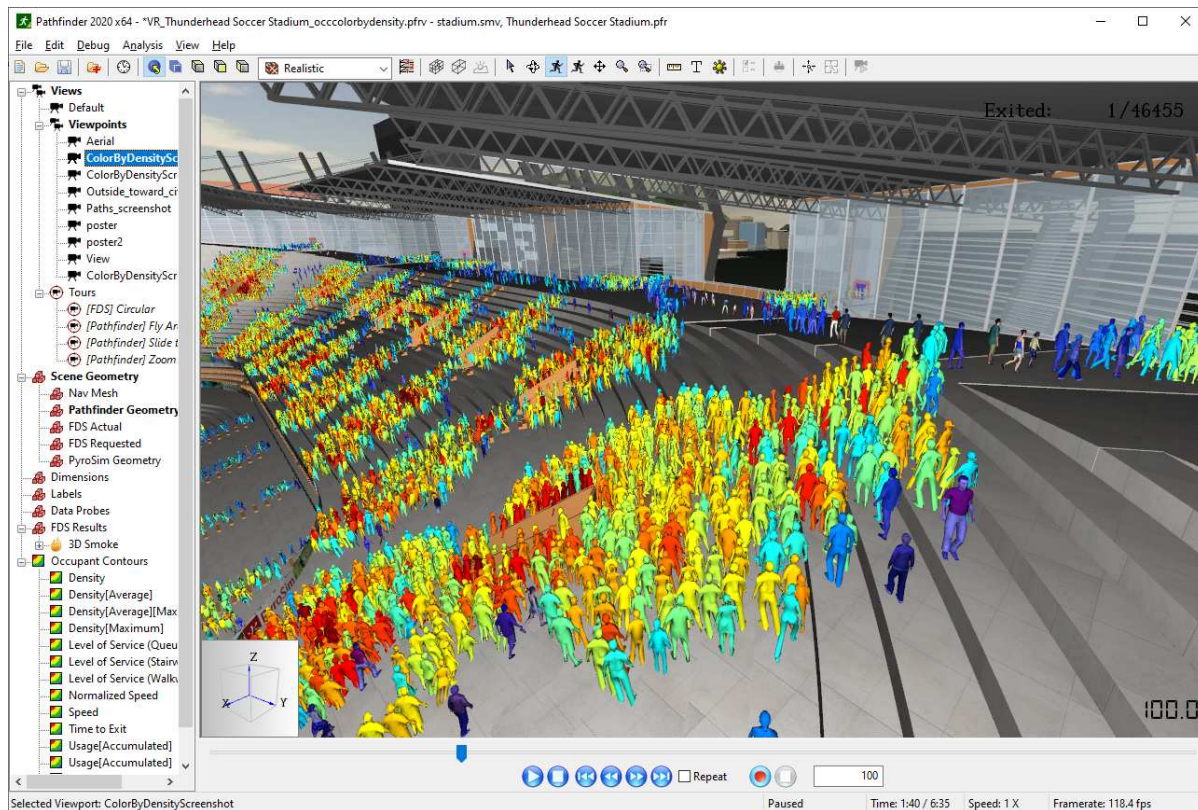 Pathfinder 2020 x64 - *VR_Thunderhead Soccer Stadium_occcolorbydensity.pfrv - stadium.smv, Thunderhead Soccer Stadium.pfr
File Edit Debug Analysis View Help
Realistic
Views
Default
Viewpoints
Aerial
ColorByDensitySc
ColorByDensityScr
Outside_toward_ci
Paths_screenshot
poster
poster2
View
ColorByDensityScr
Tours
[FDS] Circular
[Pathfinder] Fly Ar
[Pathfinder] Slide t
[Pathfinder] Zoom
Scene Geometry
Nav Mesh
Pathfinder Geometry
FDS Actual
FDS Requested
PyroSim Geometry
Dimensions
Labels
Data Probes
FDS Results
3D Smoke
Occupant Contours
Density
Density[Average]
Density[Average][Max
Density[Maximum]
Level of Service (Queu
Level of Service (Stairw
Level of Service (Walkw
Normalized Speed
Speed
Time to Exit
Usage[Accumulated]
Usage[Accumulated]
Exited: 1/46455
Z
X Y
100.0
Repeat 100
Selected Viewport: ColorByDensityScreenshot Paused Time: 1:40 / 6:35 Speed: 1 X Framerate: 118.4 fps